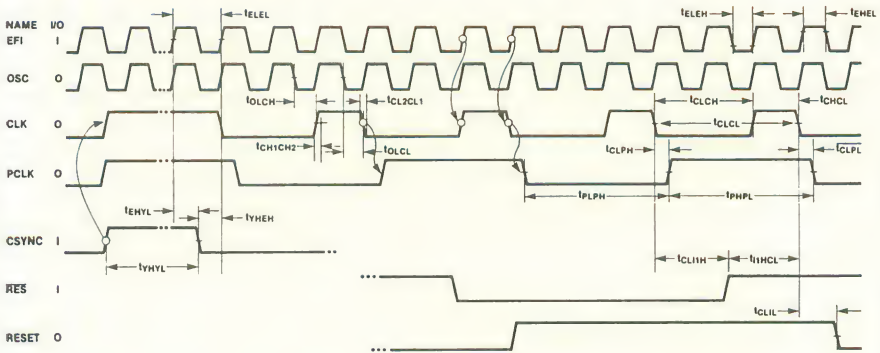 NAME I/O
tELEL
tELEH
tEHEL
EFI I
OSC O
tOLCH
tCL2CL1
tCLCH
tCHCL
CLK O
tCLCL
tCH1CH2
tOLCL
tCLPH
tCLPL
PCLK O
tPLPH
tPHPL
tEHYL
tYHEH
CSYNC I
tYHYL
tCLI1H
tI1HCL
RES I
tCLIL
RESET O